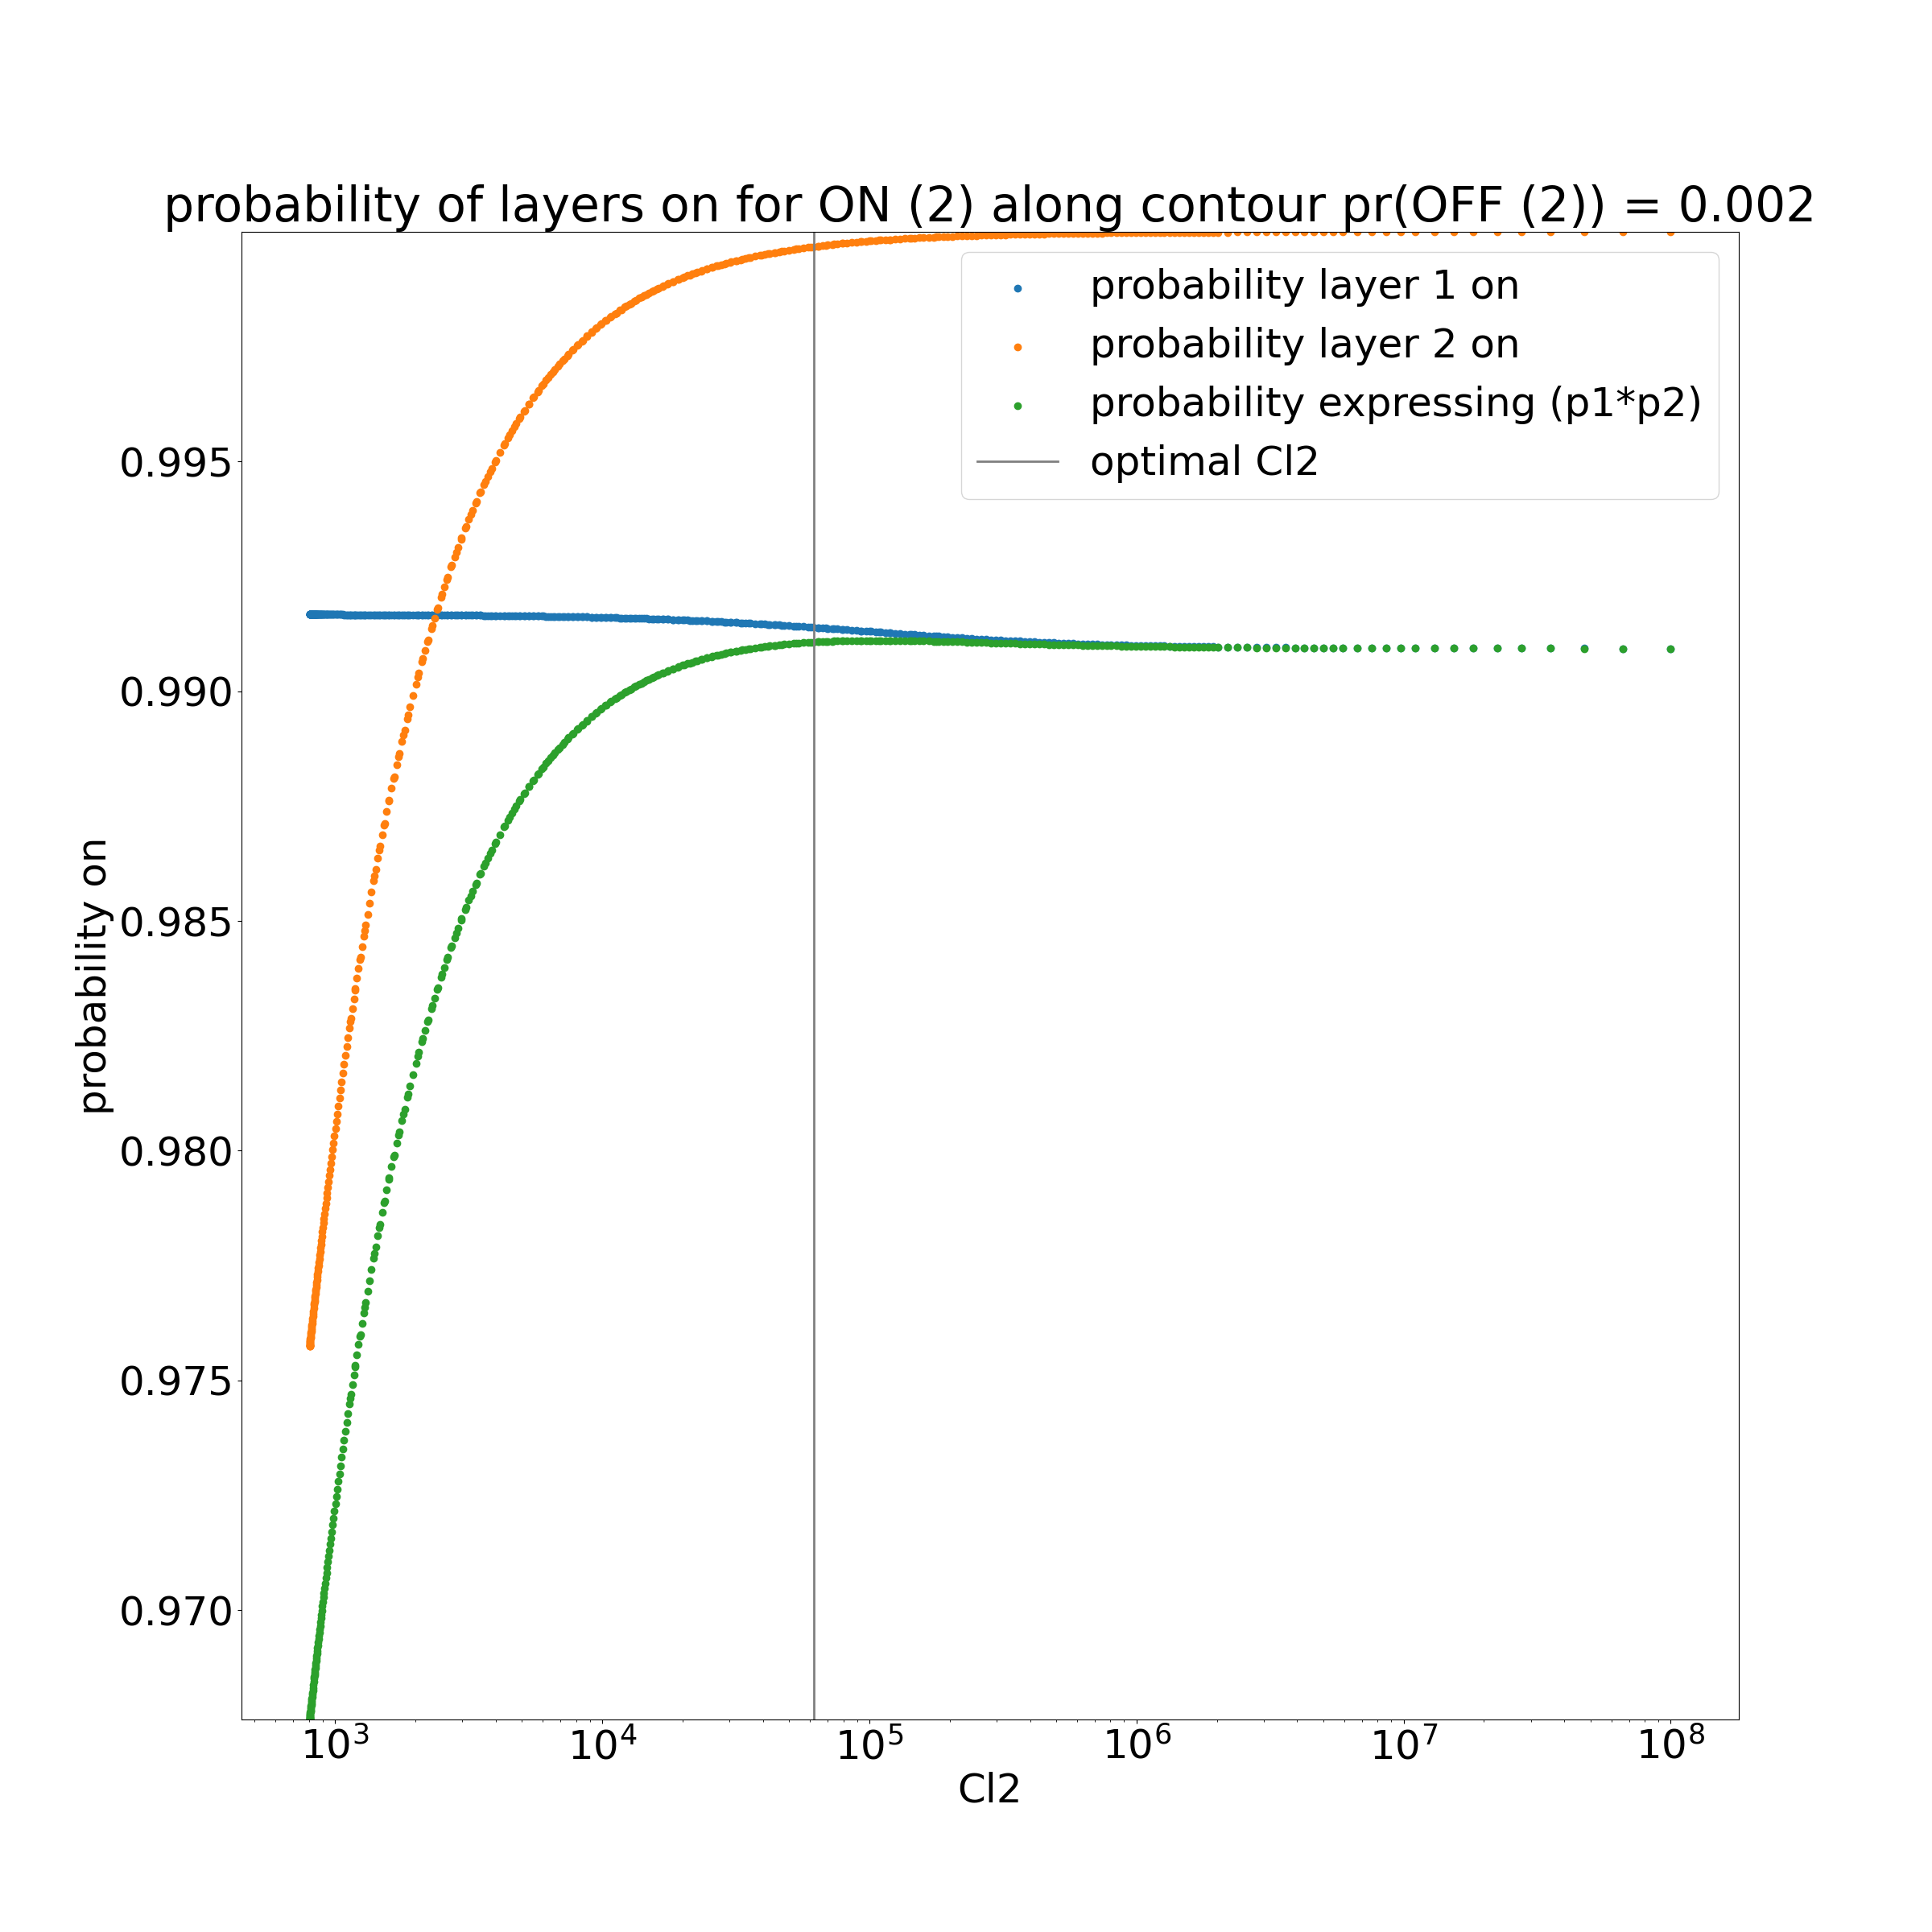 probability of layers on for ON (2) along contour pr(OFF (2)) = 0.002
probability layer 1 on
probability layer 2 on
probability expressing (p1*p2)
optimal Cl2
probability on
0.995
0.990
0.985
0.980
0.975
0.970
10³ 10⁴ 10⁵ 10⁶ 10⁷ 10⁸
Cl2